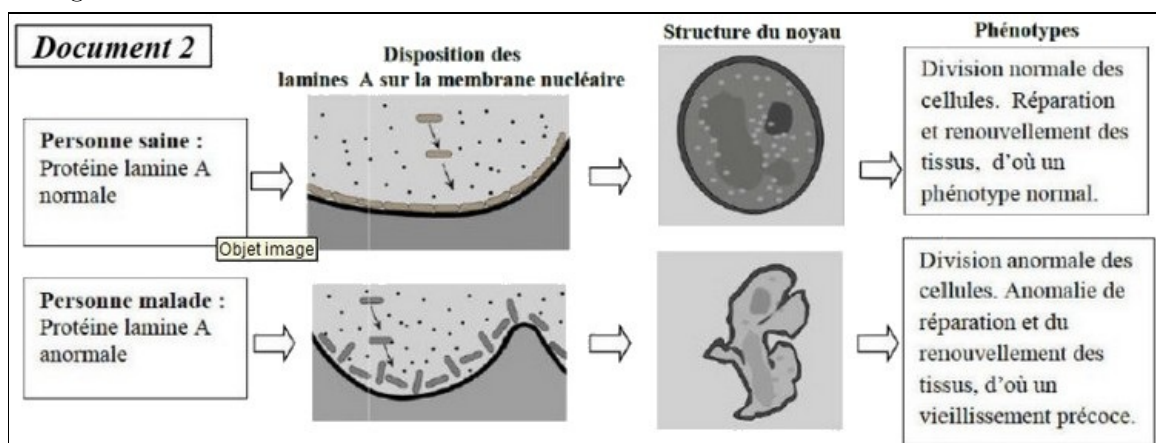 Document 2
Disposition des
lamines A sur la membrane nucléaire
Structure du noyau
Phénotypes
Personne saine :
Protéine lamine A
normale
Division normale des
cellules. Réparation
et renouvellement des
tissus, d'où un
phénotype normal.
Objet image
Personne malade :
Protéine lamine A
anormale
Division anormale des
cellules. Anomalie de
réparation et du
renouvellement des
tissus, d'où un
vieillissement précoce.